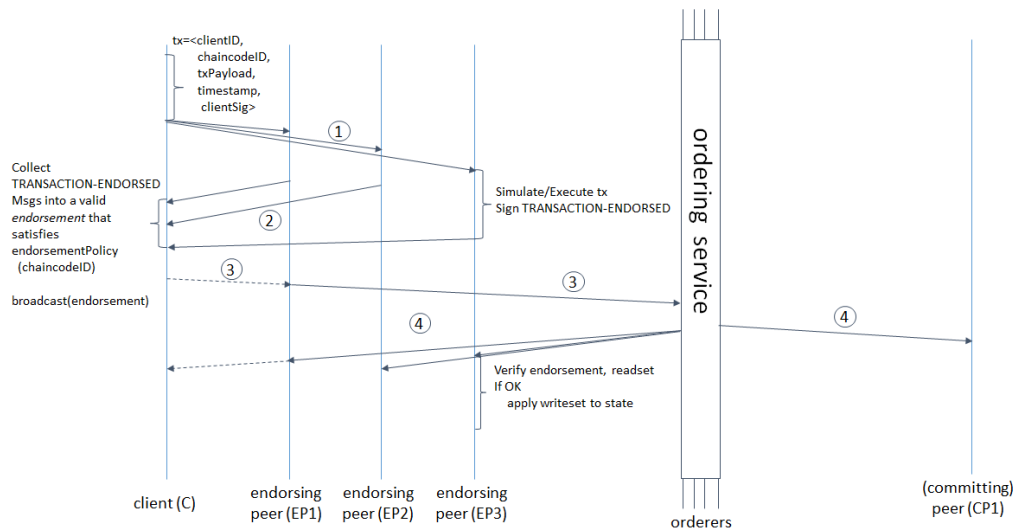 tx=<clientID,
chaincodeID,
txPayload,
timestamp,
clientSig>
1
Collect
TRANSACTION-ENDORSED
Msgs into a valid
endorsement that
satisfies
endorsementPolicy
(chaincodeID)
2
Simulate/Execute tx
Sign TRANSACTION-ENDORSED
ordering service
3
3
broadcast(endorsement)
4
4
Verify endorsement, readset
If OK
apply writeset to state
client (C)
endorsing
peer (EP1)
endorsing
peer (EP2)
endorsing
peer (EP3)
orderers
(committing)
peer (CP1)